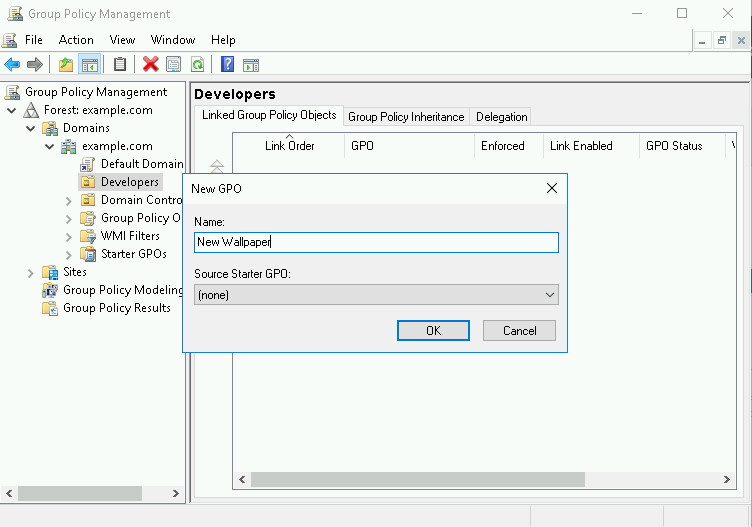 Group Policy Management
File Action View Window Help
Group Policy Management
Forest: example.com
Domains
example.com
Default Domain
Developers
Domain Contro
Group Policy O
WMI Filters
Starter GPOs
Sites
Group Policy Modeling
Group Policy Results
Developers
Linked Group Policy Objects Group Policy Inheritance Delegation
Link Order GPO Enforced Link Enabled GPO Status
New GPO
Name:
New Wallpaper
Source Starter GPO:
(none)
OK Cancel